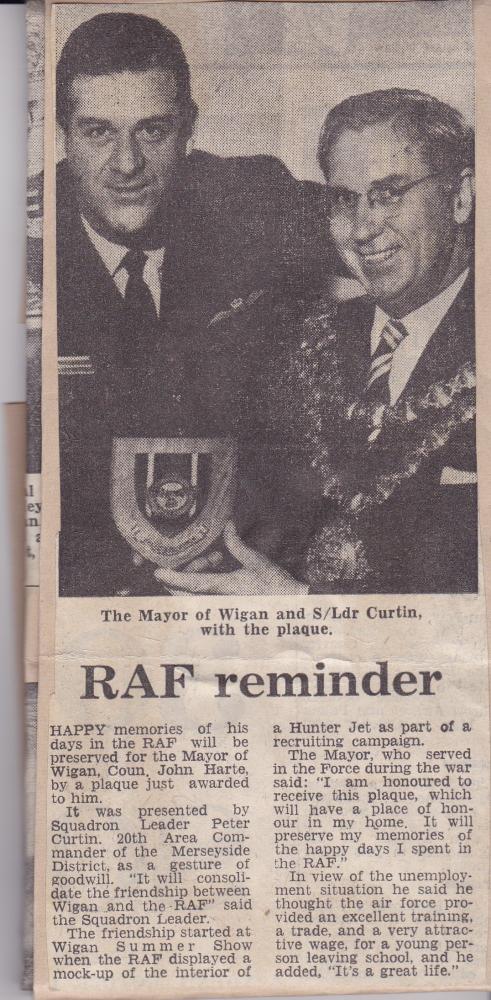 The Mayor of Wigan and S/Ldr Curtin,
with the plaque.
RAF reminder
HAPPY memories of his
days in the RAF will be
preserved for the Mayor of
Wigan, Coun. John Harte,
by a plaque just awarded
to him.
It was presented by
Squadron Leader Peter
Curtin. 20th Area Com-
mander of the Merseyside
District, as a gesture of
goodwill. "It will consoli-
date the friendship between
Wigan and the RAF" said
the Squadron Leader.
The friendship started at
Wigan Summer Show
when the RAF displayed a
mock-up of the interior of
a Hunter Jet as part of a
recruiting campaign.
The Mayor, who served
in the Force during the war
said: "I am honoured to
receive this plaque, which
will have a place of hon-
our in my home. It will
preserve my memories of
the happy days I spent in
the RAF."
In view of the unemploy-
ment situation he said he
thought the air force pro-
vided an excellent training,
a trade, and a very attrac-
tive wage, for a young per-
son leaving school, and he
added, "It's a great life."